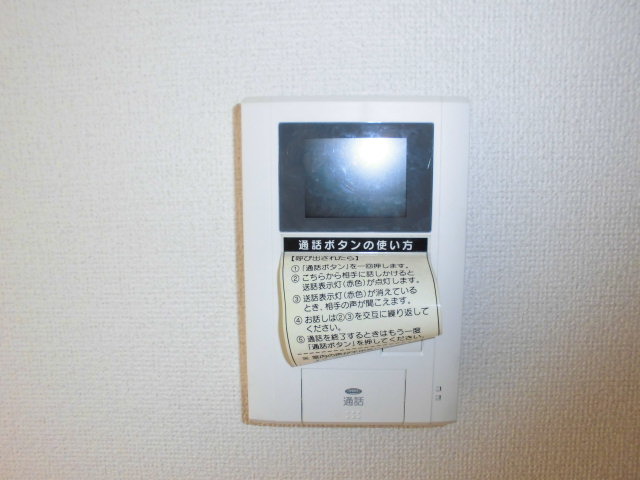 通話ボタンの使い方
【呼び出されたら】
①「通話ボタン」を一回押します。
②こちらから相手に話しかけると
送話表示灯(赤色)が点灯します。
③送話表示灯(赤色)が消えている
とき、相手の声が聞こえます。
④お話しは②③を交互に繰り返して
ください。
⑤通話を終了するときはもう一度
「通話ボタン」を押してください。
通話